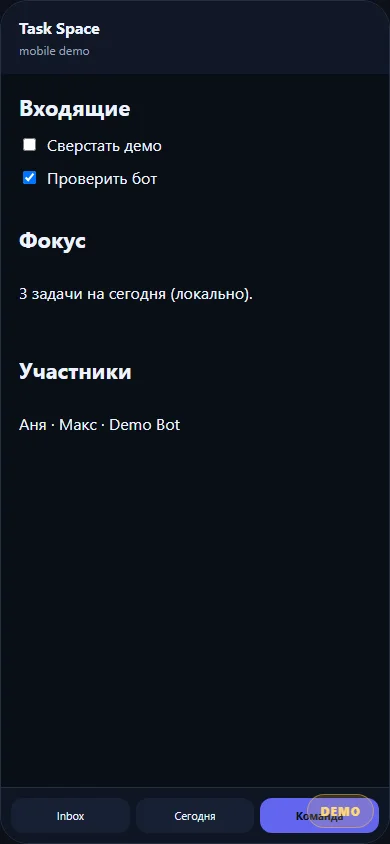 Task Space
mobile demo
Входящие
Сверстать демо
Проверить бот
Фокус
3 задачи на сегодня (локально).
Участники
Аня · Макс · Demo Bot
Inbox
Сегодня
Команда
DEMO